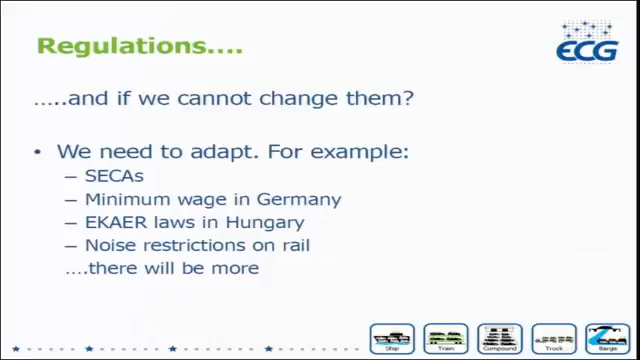 Regulations....
ECG
.....and if we cannot change them?
• We need to adapt. For example:
– SECAs
– Minimum wage in Germany
– EKAER laws in Hungary
– Noise restrictions on rail
....there will be more
Ship
Train
Compound
Truck
Barge